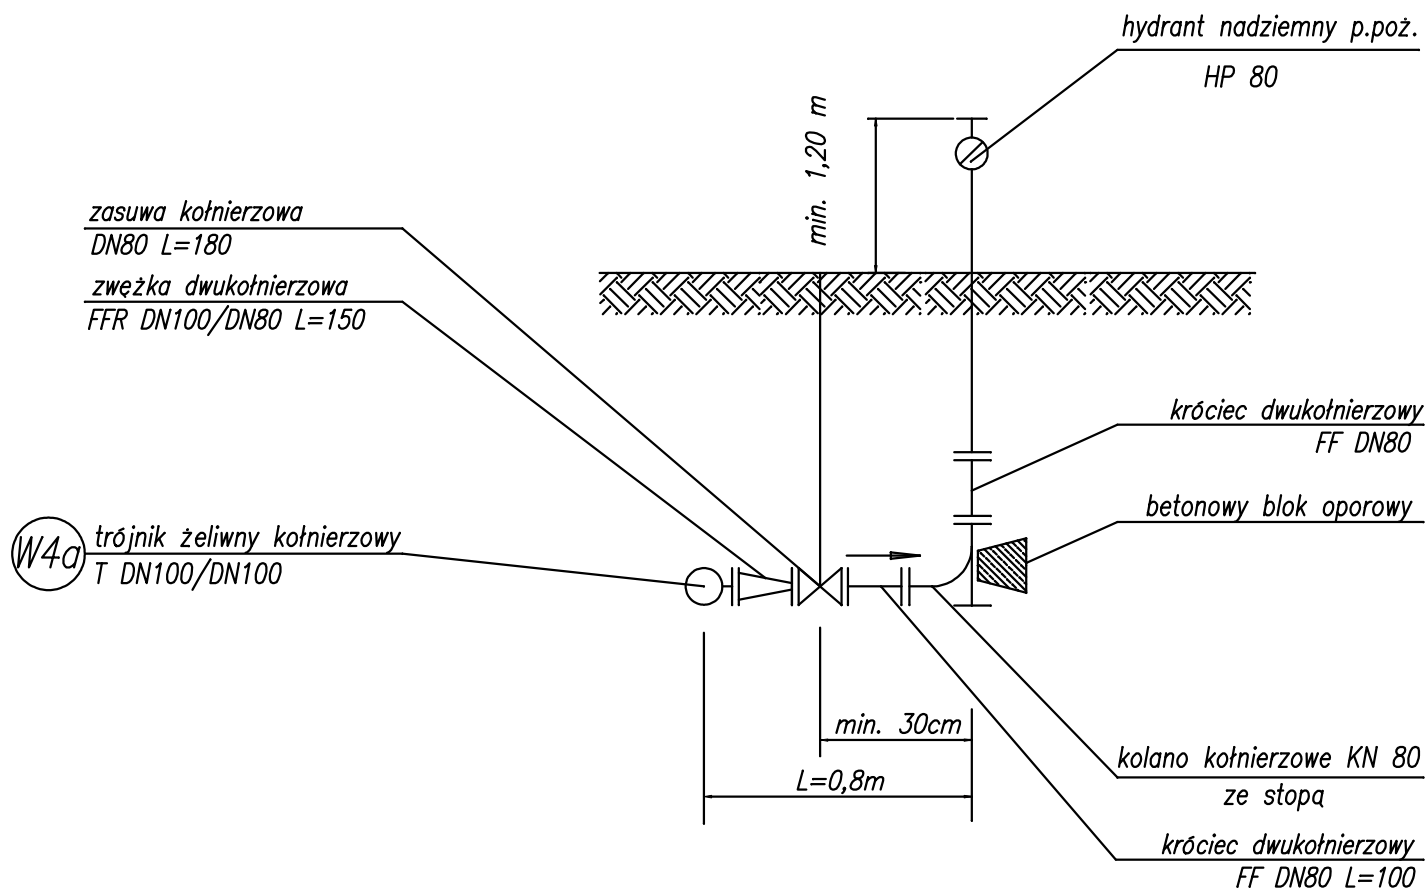 hydrant nadziemny p.poż.
HP 80
min. 1,20 m
zasuwa kołnierzowa
DN80 L=180
zwężka dwukołnierzowa
FFR DN100/DN80 L=150
króciec dwukołnierzowy
FF DN80
betonowy blok oporowy
W4a
trójnik żeliwny kołnierzowy
T DN100/DN100
min. 30cm
L=0,8m
kolano kołnierzowe KN 80
ze stopą
króciec dwukołnierzowy
FF DN80 L=100